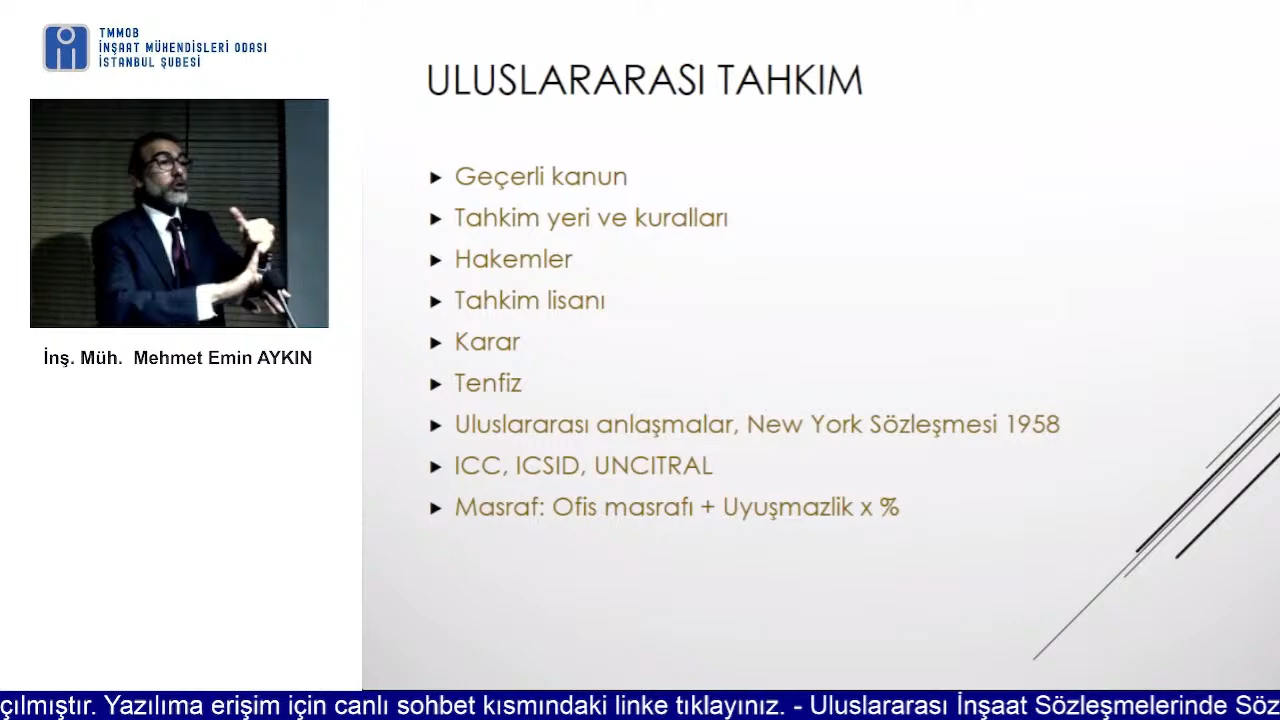 TMMOB
İNŞAAT MÜHENDİSLERİ ODASI
İSTANBUL ŞUBESİ
İnş. Müh. Mehmet Emin AYKIN
ULUSLARARASI TAHKIM
Geçerli kanun
Tahkim yeri ve kuralları
Hakemler
Tahkim lisanı
Karar
Tenfiz
Uluslararası anlaşmalar, New York Sözleşmesi 1958
ICC, ICSID, UNCITRAL
Masraf: Ofis masrafı + Uyuşmazlik x %
çılmıştır. Yazılıma erişim için canlı sohbet kısmındaki linke tıklayınız. - Uluslararası İnşaat Sözleşmelerinde Söz